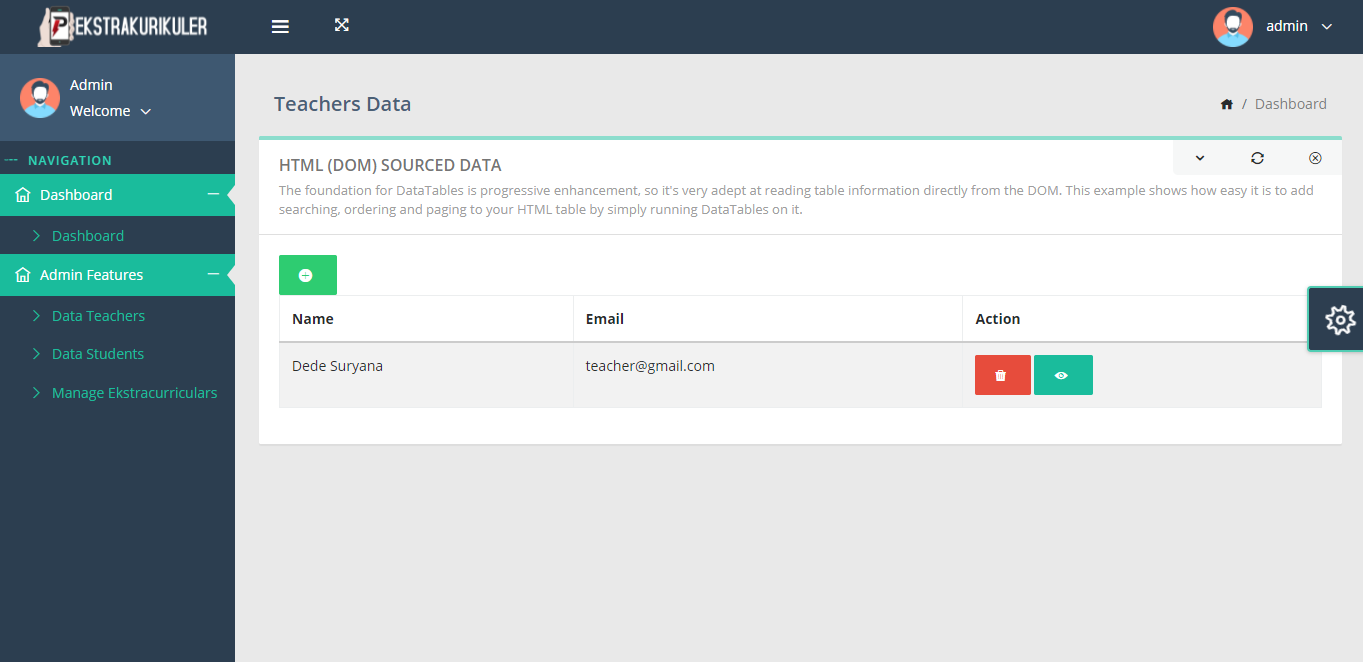 PEKSTRAKURIKULER
admin
Admin
Welcome
Teachers Data
/ Dashboard
--- NAVIGATION
Dashboard
Dashboard
Admin Features
Data Teachers
Data Students
Manage Ekstracurriculars
HTML (DOM) SOURCED DATA
The foundation for DataTables is progressive enhancement, so it's very adept at reading table information directly from the DOM. This example shows how easy it is to add
searching, ordering and paging to your HTML table by simply running DataTables on it.
Name Email Action
Dede Suryana teacher@gmail.com